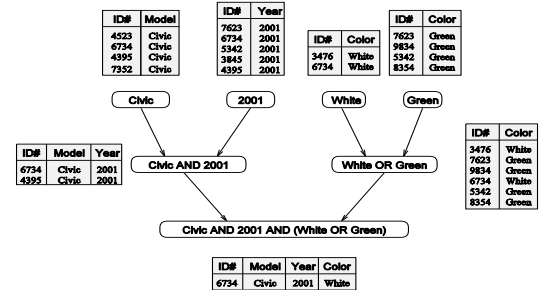 ID# Model
4523 Civic
6734 Civic
4395 Civic
7352 Civic
ID# Year
7623 2001
6734 2001
5342 2001
3845 2001
4395 2001
ID# Color
3476 White
6734 White
ID# Color
7623 Green
9834 Green
5342 Green
8354 Green
Civic
2001
White
Green
ID# Model Year
6734 Civic 2001
4395 Civic 2001
Civic AND 2001
White OR Green
ID# Color
3476 White
7623 Green
9834 Green
6734 White
5342 Green
8354 Green
Civic AND 2001 AND (White OR Green)
ID# Model Year Color
6734 Civic 2001 White